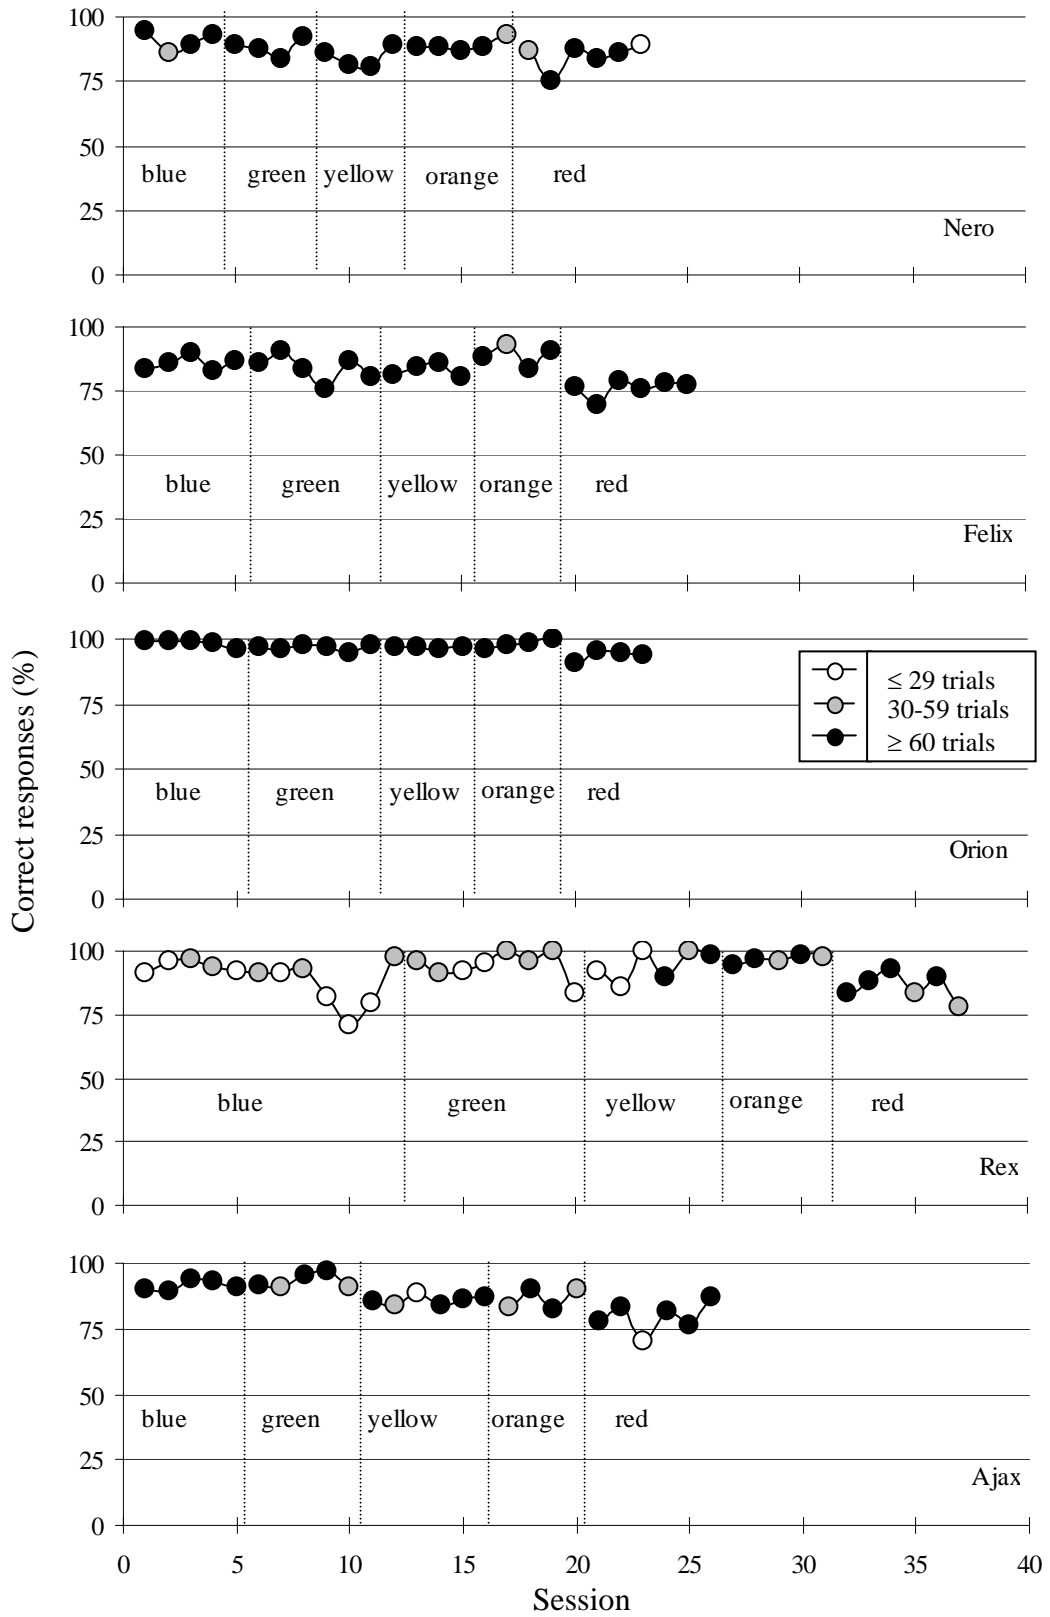 100
75
50
25
0
blue green yellow orange red
Nero
100
75
50
25
0
blue green yellow orange red
Felix
Correct responses (%)
100
75
50
25
0
blue green yellow orange red
Orion
≤ 29 trials
30-59 trials
≥ 60 trials
100
75
50
25
0
blue green yellow orange red
Rex
100
75
50
25
0
blue green yellow orange red
Ajax
0 5 10 15 20 25 30 35 40
Session